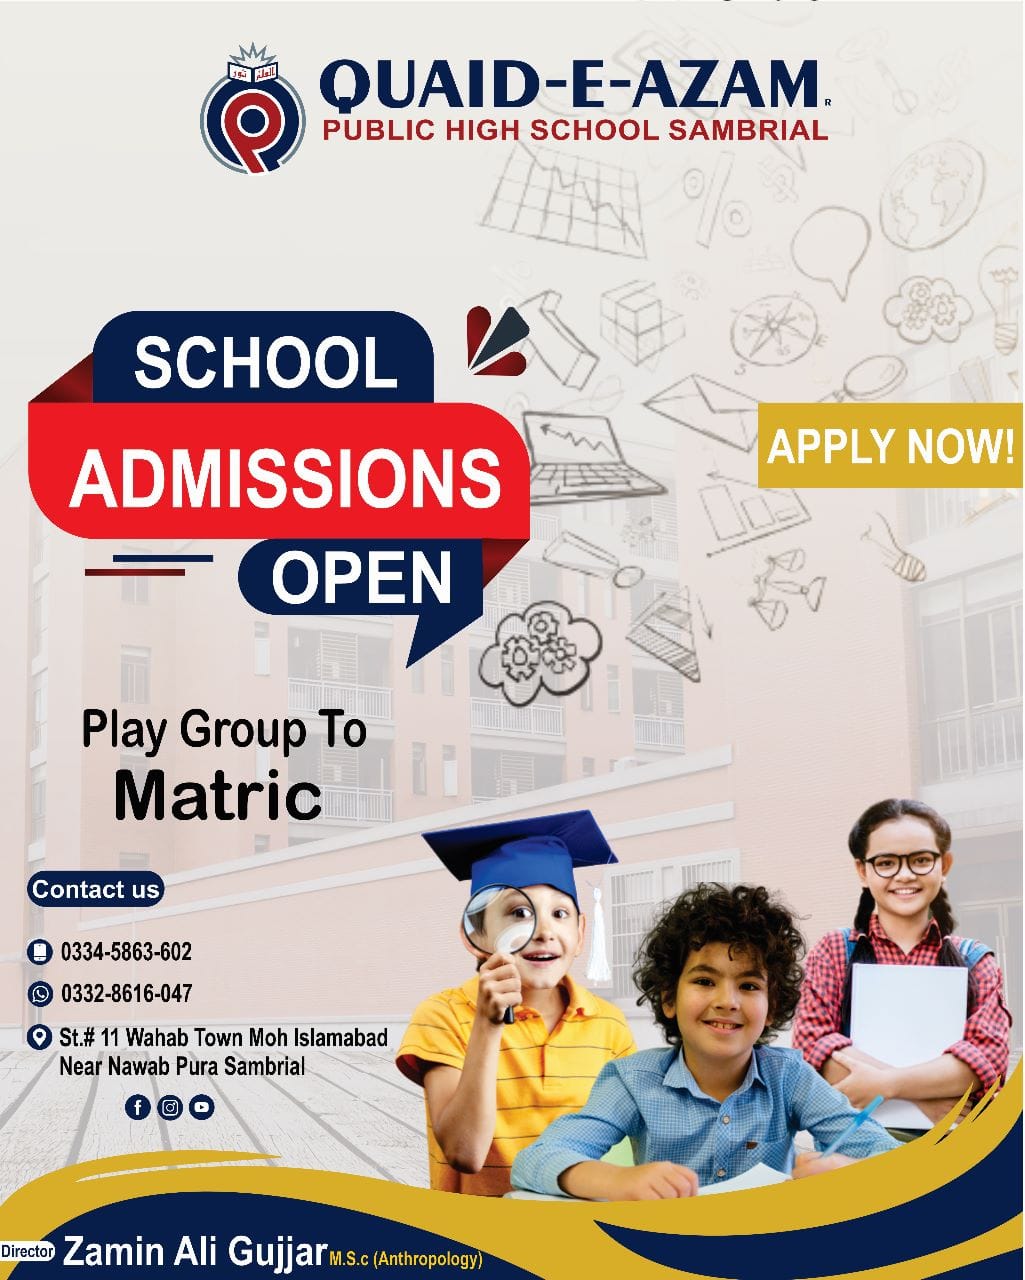 QUAID-E-AZAM R
PUBLIC HIGH SCHOOL SAMBRIAL
SCHOOL
ADMISSIONS
OPEN
APPLY NOW!
Play Group To
Matric
Contact us
0334-5863-602
0332-8616-047
St.# 11 Wahab Town Moh Islamabad
Near Nawab Pura Sambrial
Director Zamin Ali Gujjar M.S.c (Anthropology)